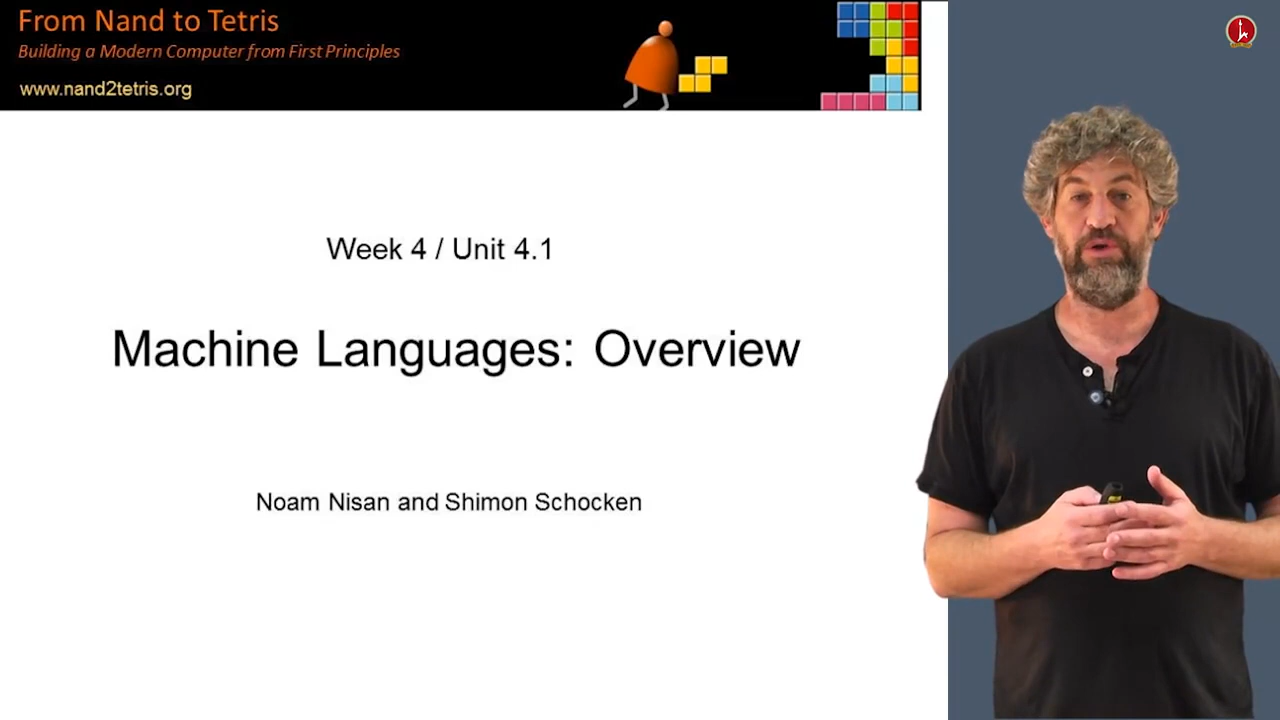 From Nand to Tetris
Building a Modern Computer from First Principles
www.nand2tetris.org
Week 4 / Unit 4.1
Machine Languages: Overview
Noam Nisan and Shimon Schocken